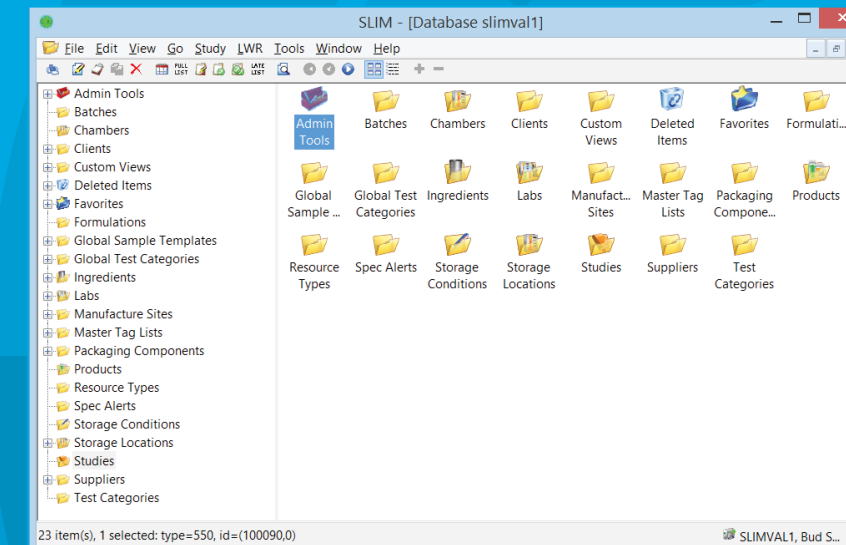 SLIM - [Database slimval1]
File Edit View Go Study LWR Tools Window Help
FULL LIST LATE LIST
Admin Tools
Batches
Chambers
Clients
Custom Views
Deleted Items
Favorites
Formulations
Global Sample Templates
Global Test Categories
Ingredients
Labs
Manufacture Sites
Master Tag Lists
Packaging Components
Products
Resource Types
Spec Alerts
Storage Conditions
Storage Locations
Studies
Suppliers
Test Categories
Admin Batches Chambers Clients Custom Deleted Favorites Formulati...
Tools Views Items
Global Global Test Ingredients Labs Manufact... Master Tag Packaging Products
Sample ... Categories Sites Lists Compone...
Resource Spec Alerts Storage Storage Studies Suppliers Test
Types Conditions Locations Categories
23 item(s), 1 selected: type=550, id=(100090,0)
SLIMVAL1, Bud S...